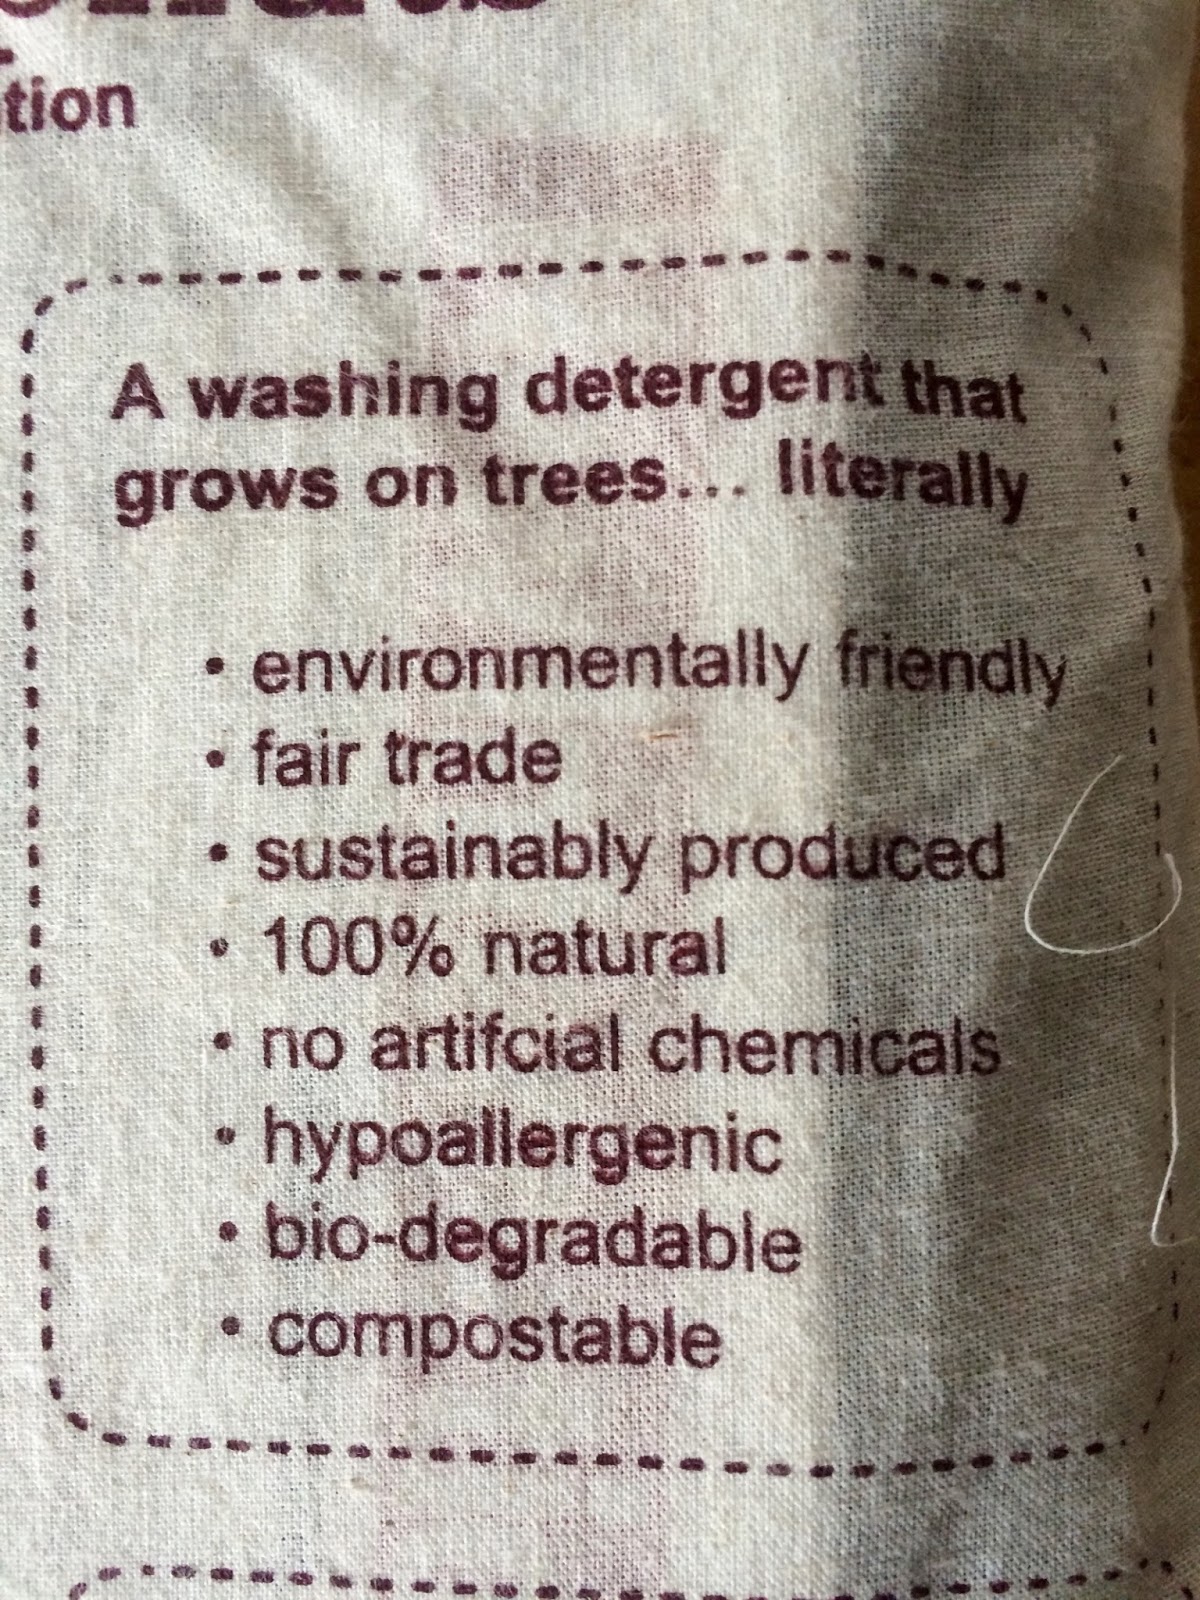 tion
A washing detergent that
grows on trees... literally
• environmentally friendly
• fair trade
• sustainably produced
• 100% natural
• no artifcial chemicals
• hypoallergenic
• bio-degradable
• compostable